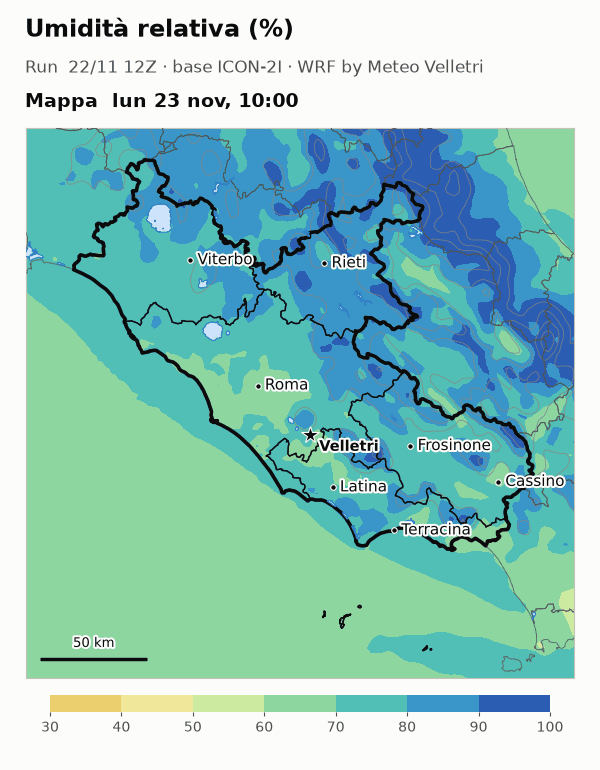 Umidità relativa (%)
Run  22/11 12Z · base ICON-2I · WRF by Meteo Velletri
Mappa  lun 23 nov, 10:00
Viterbo
Rieti
Roma
Velletri
Frosinone
Cassino
Latina
Terracina
50 km
30 40 50 60 70 80 90 100